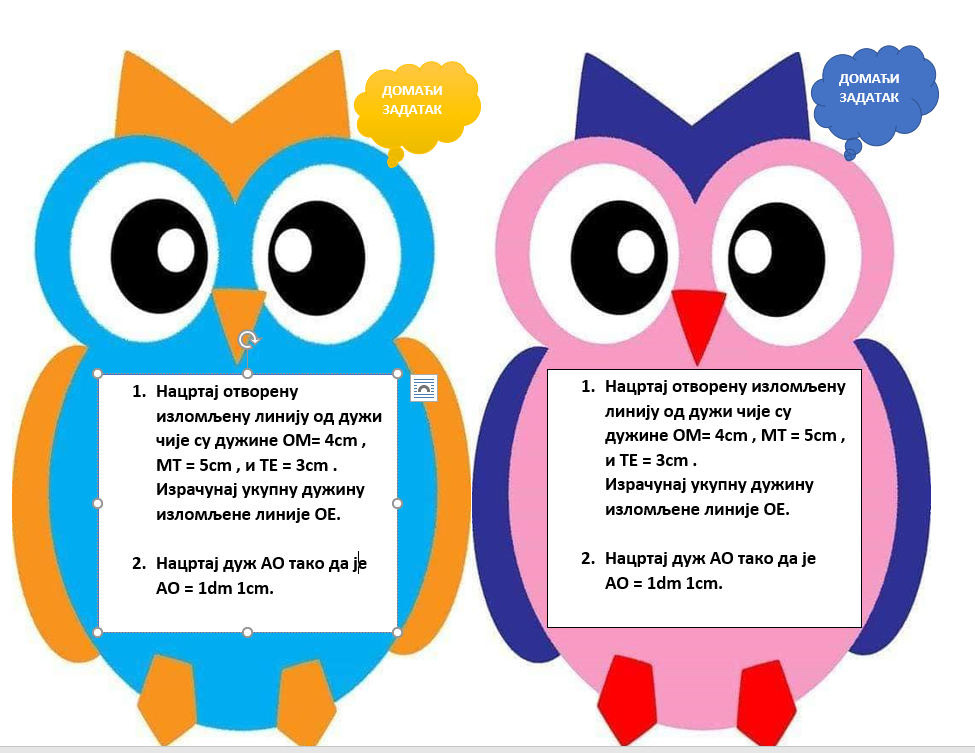 ДОМАЋИ
ЗАДАТАК
1. Нацртај отворену
изломљену линију од дужи
чије су дужине ОМ= 4cm ,
МТ = 5cm , и ТЕ = 3cm .
Израчунај укупну дужину
изломљене линије ОЕ.
2. Нацртај дуж АО тако да је
АО = 1dm 1cm.
ДОМАЋИ
ЗАДАТАК
1. Нацртај отворену изломљену
линију од дужи чије су
дужине ОМ= 4cm , МТ = 5cm ,
и ТЕ = 3cm .
Израчунај укупну дужину
изломљене линије ОЕ.
2. Нацртај дуж АО тако да је
АО = 1dm 1cm.